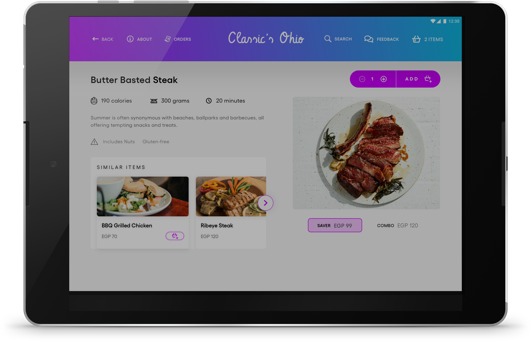 12:30
BACK
ABOUT
ORDERS
Classic's Ohio
SEARCH
FEEDBACK
2 ITEMS
Butter Basted Steak
1
ADD
190 calories
300 grams
20 minutes
Summer is often synonymous with beaches, ballparks and barbecues, all
offering tempting snacks and treats.
Includes Nuts
Gluten-free
SIMILAR ITEMS
BBQ Grilled Chicken
EGP 70
Ribeye Steak
EGP 120
SAVER EGP 99
COMBO EGP 120